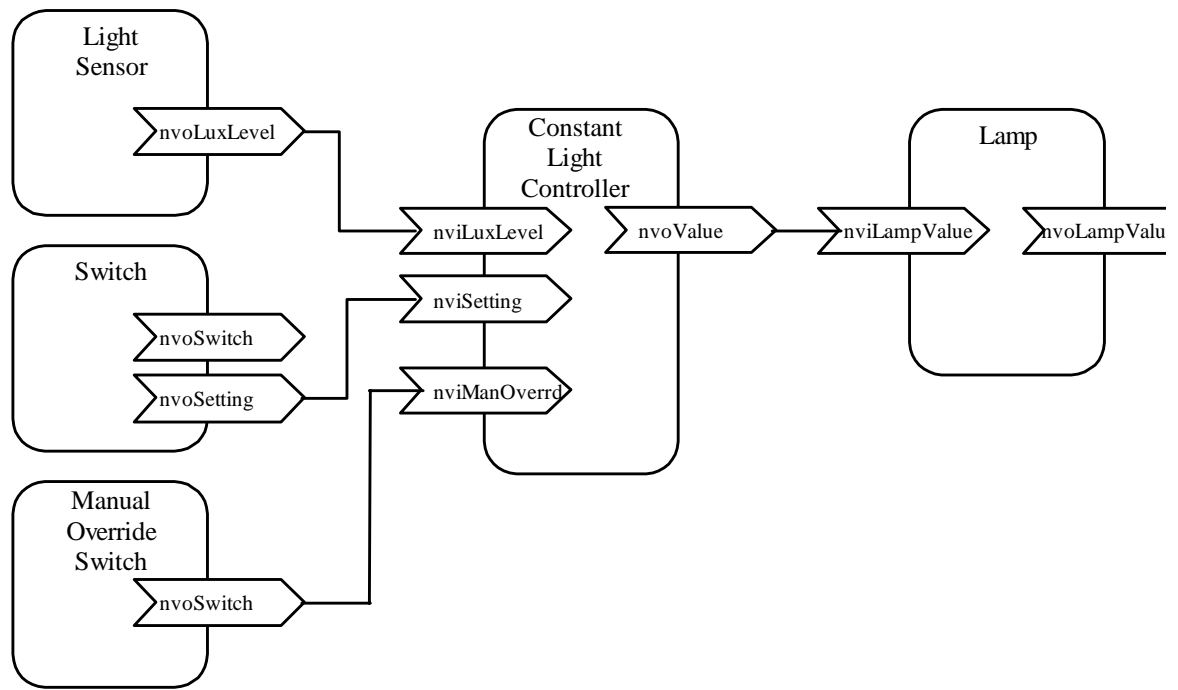 Light
Sensor
nvoLuxLevel
Switch
nvoSwitch
nvoSetting
Manual
Override
Switch
nvoSwitch
Constant
Light
Controller
nviLuxLevel
nvoValue
nviSetting
nviManOverrd
Lamp
nviLampValue
nvoLampValu